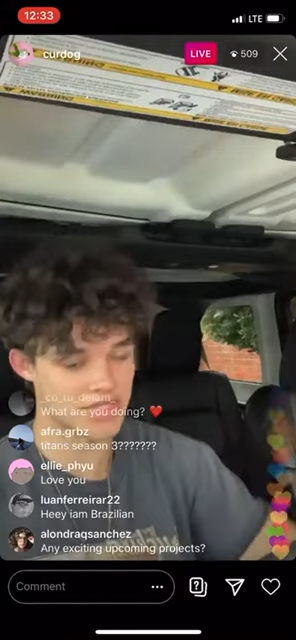 12:33
LTE
curdog
LIVE
509
_co_tu_detam_
What are you doing? ❤️
afra.grbz
titans season 3???????
ellie_phyu
Love you
luanferreirar22
Heey iam Brazilian
alondraqsanchez
Any exciting upcoming projects?
Comment